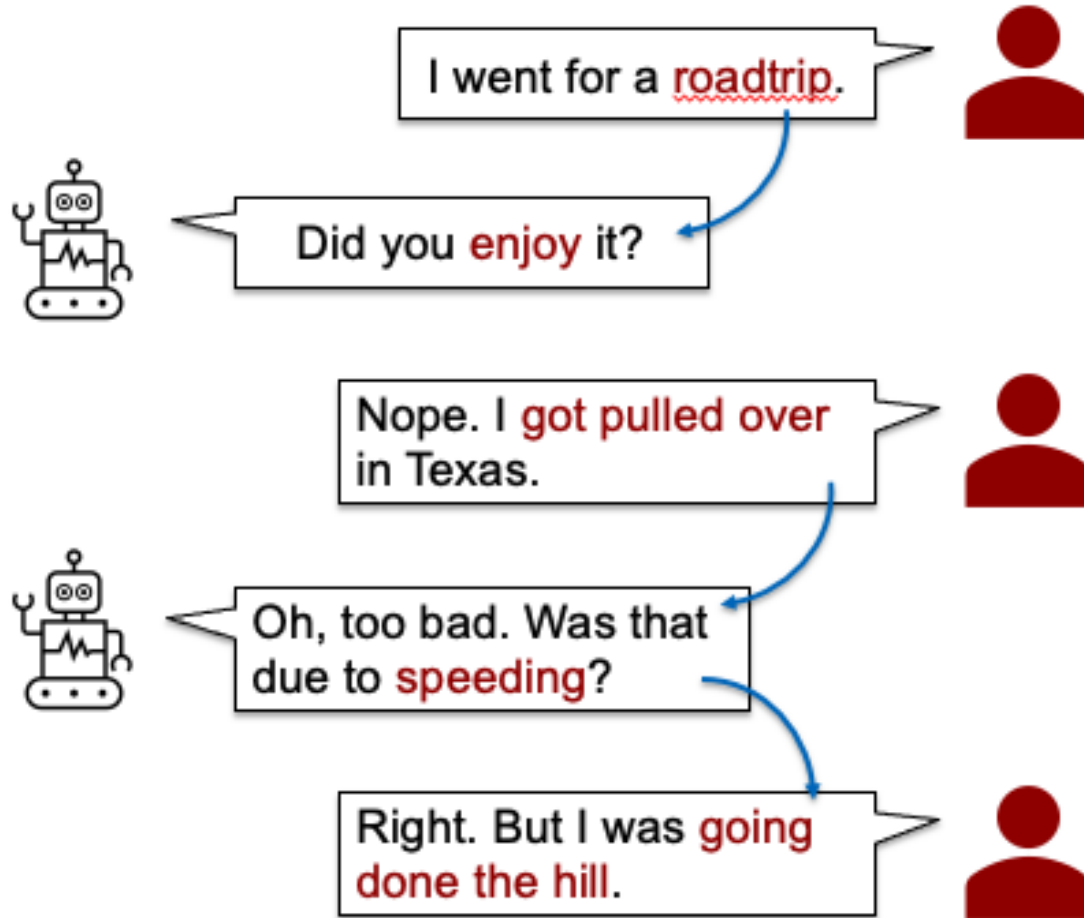 I went for a roadtrip.
Did you enjoy it?
Nope. I got pulled over
in Texas.
Oh, too bad. Was that
due to speeding?
Right. But I was going
done the hill.